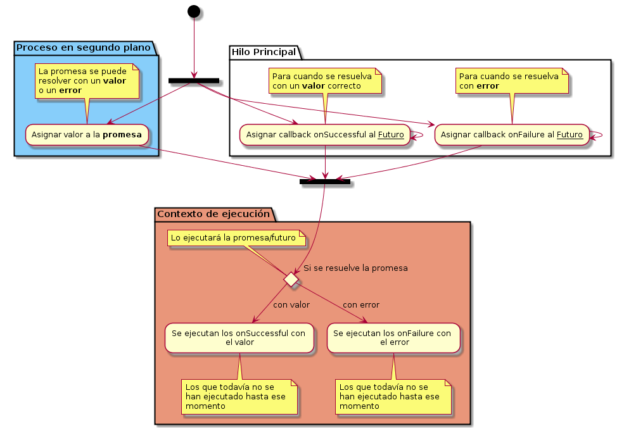 Proceso en segundo plano
La promesa se puede
resolver con un valor
o un error
Asignar valor a la promesa
Hilo Principal
Para cuando se resuelva
con un valor correcto
Para cuando se resuelva
con error
Asignar callback onSuccessful al Futuro
Asignar callback onFailure al Futuro
Contexto de ejecución
Lo ejecutará la promesa/futuro
Si se resuelve la promesa
con valor
con error
Se ejecutan los onSuccessful con
el valor
Se ejecutan los onFailure con
el error
Los que todavía no se
han ejecutado hasta ese
momento
Los que todavía no se
han ejecutado hasta ese
momento